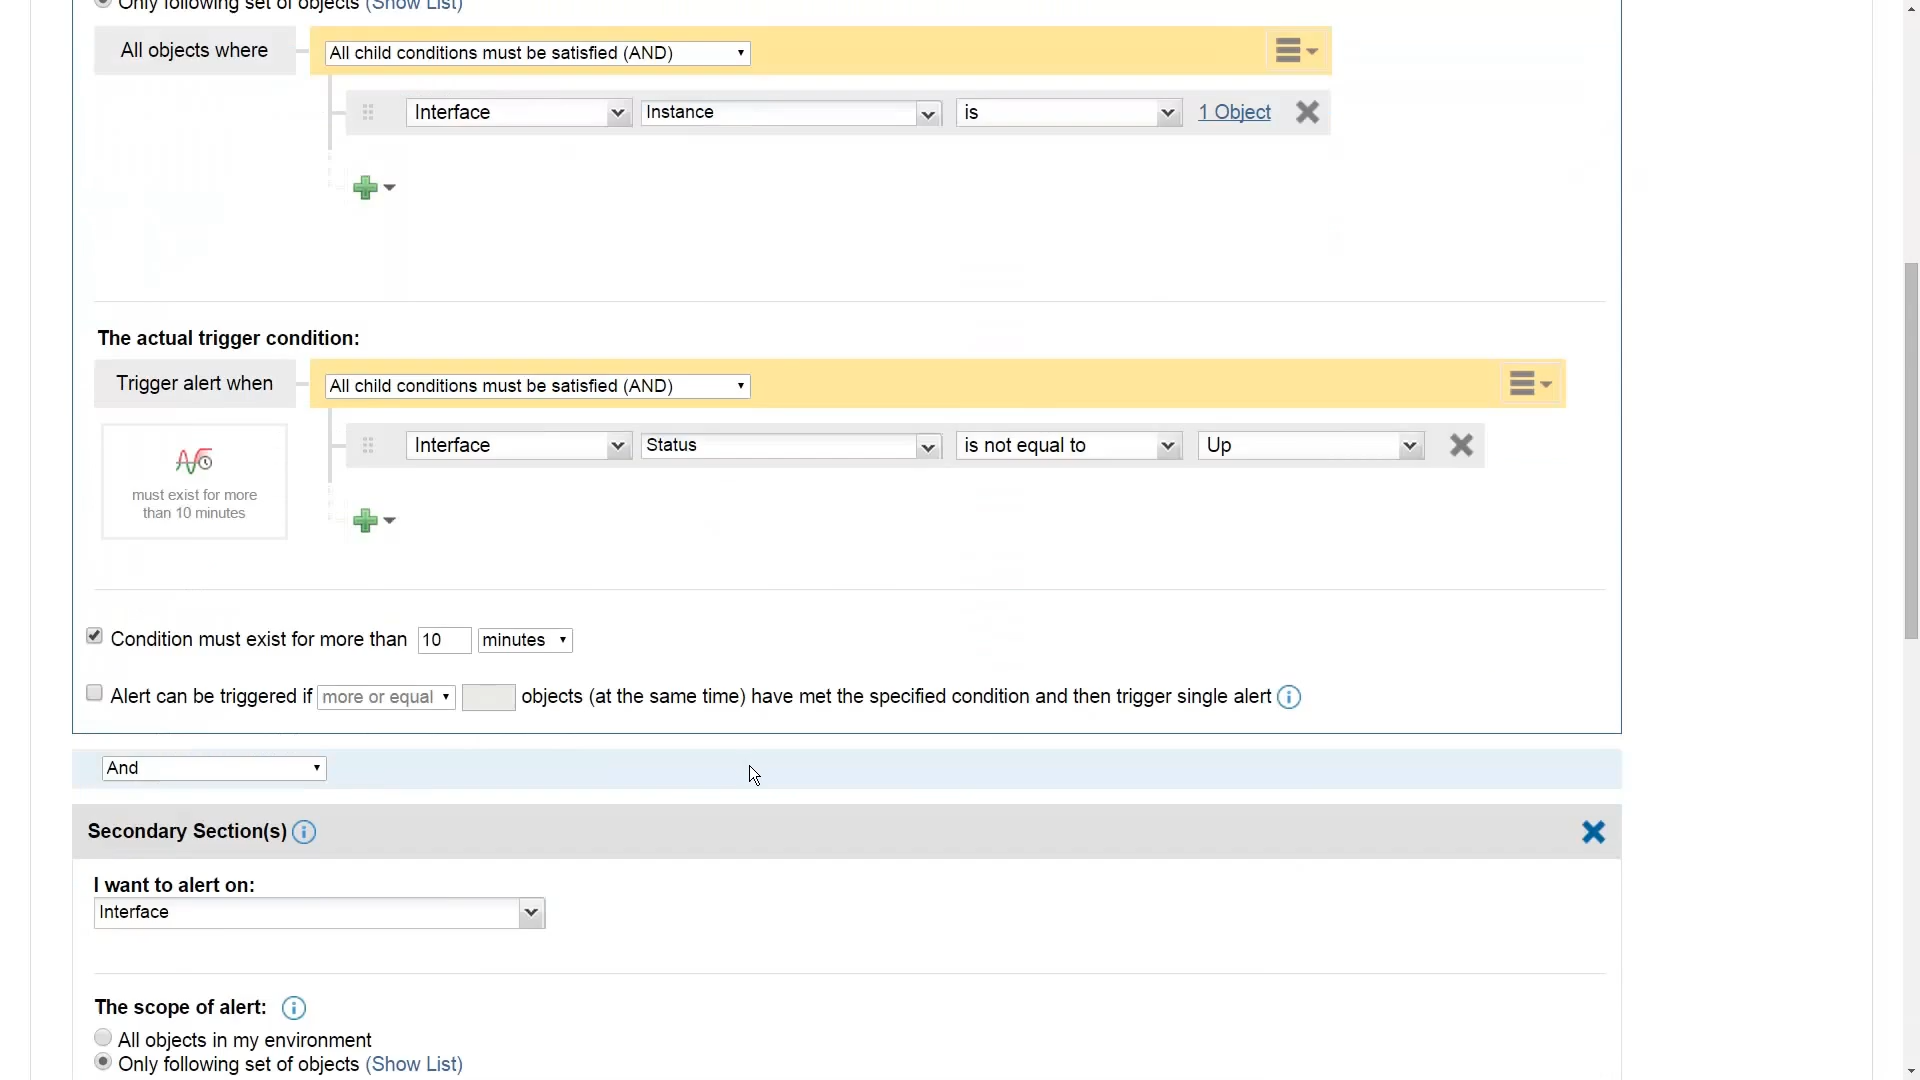 Only following set of objects (Show List)
All objects where
All child conditions must be satisfied (AND)
Interface Instance is 1 Object
The actual trigger condition:
Trigger alert when
All child conditions must be satisfied (AND)
Interface Status is not equal to Up
must exist for more
than 10 minutes
Condition must exist for more than 10 minutes
Alert can be triggered if more or equal objects (at the same time) have met the specified condition and then trigger single alert
And
Secondary Section(s)
I want to alert on:
Interface
The scope of alert:
All objects in my environment
Only following set of objects (Show List)